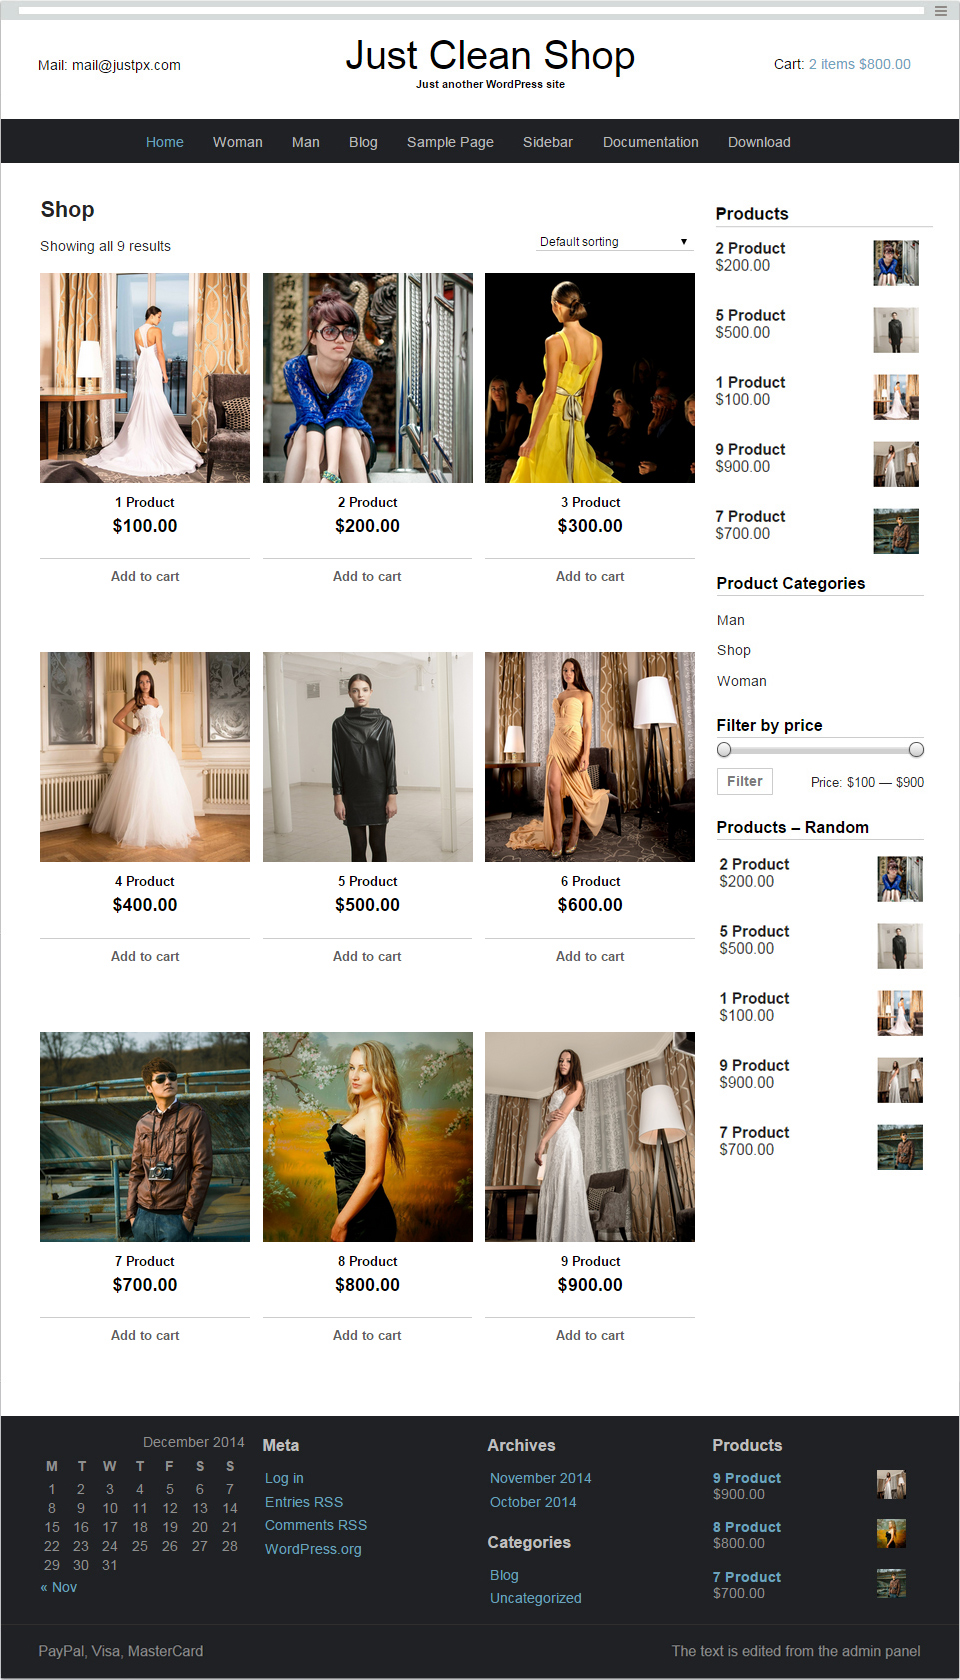 Mail: mail@justpx.com
Just Clean Shop
Just another WordPress site
Cart: 2 items $800.00
Home Woman Man Blog Sample Page Sidebar Documentation Download
Shop
Showing all 9 results
Default sorting
1 Product
$100.00
Add to cart
2 Product
$200.00
Add to cart
3 Product
$300.00
Add to cart
4 Product
$400.00
Add to cart
5 Product
$500.00
Add to cart
6 Product
$600.00
Add to cart
7 Product
$700.00
Add to cart
8 Product
$800.00
Add to cart
9 Product
$900.00
Add to cart
Products
2 Product
$200.00
5 Product
$500.00
1 Product
$100.00
9 Product
$900.00
7 Product
$700.00
Product Categories
Man
Shop
Woman
Filter by price
Filter
Price: $100 — $900
Products – Random
2 Product
$200.00
5 Product
$500.00
1 Product
$100.00
9 Product
$900.00
7 Product
$700.00
December 2014
M T W T F S S
1 2 3 4 5 6 7
8 9 10 11 12 13 14
15 16 17 18 19 20 21
22 23 24 25 26 27 28
29 30 31
« Nov
Meta
Log in
Entries RSS
Comments RSS
WordPress.org
Archives
November 2014
October 2014
Categories
Blog
Uncategorized
Products
9 Product
$900.00
8 Product
$800.00
7 Product
$700.00
PayPal, Visa, MasterCard
The text is edited from the admin panel